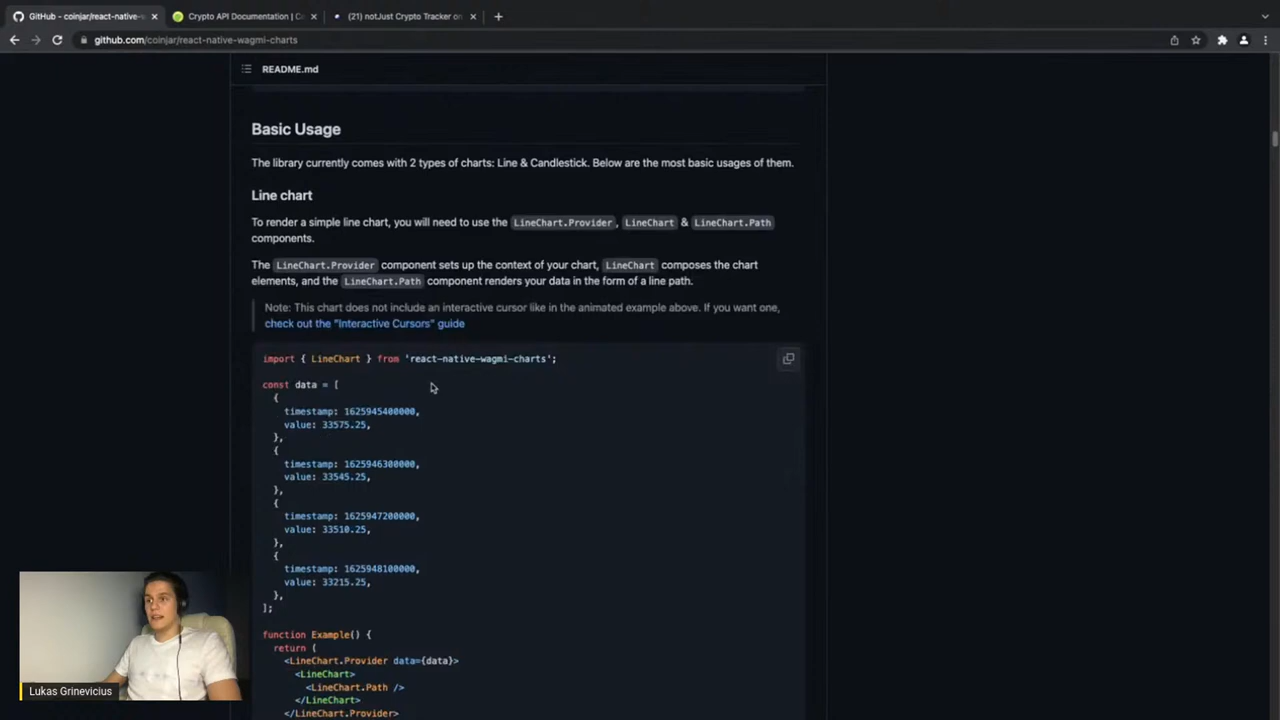 GitHub - coinjar/react-native-w
Crypto API Documentation | Co
(21) notJust Crypto Tracker on
github.com/coinjar/react-native-wagmi-charts
README.md
Basic Usage
The library currently comes with 2 types of charts: Line & Candlestick. Below are the most basic usages of them.
Line chart
To render a simple line chart, you will need to use the LineChart.Provider, LineChart & LineChart.Path
components.
The LineChart.Provider component sets up the context of your chart, LineChart composes the chart
elements, and the LineChart.Path component renders your data in the form of a line path.
Note: This chart does not include an interactive cursor like in the animated example above. If you want one,
check out the "Interactive Cursors" guide
import { LineChart } from 'react-native-wagmi-charts';
const data = [
{
timestamp: 1625945400000,
value: 33575.25,
},
{
timestamp: 1625946300000,
value: 33545.25,
},
{
timestamp: 1625947200000,
value: 33510.25,
},
{
timestamp: 1625948100000,
value: 33215.25,
},
];
function Example() {
return (
<LineChart.Provider data={data}>
<LineChart>
<LineChart.Path />
</LineChart>
</LineChart.Provider>
Lukas Grinevicius